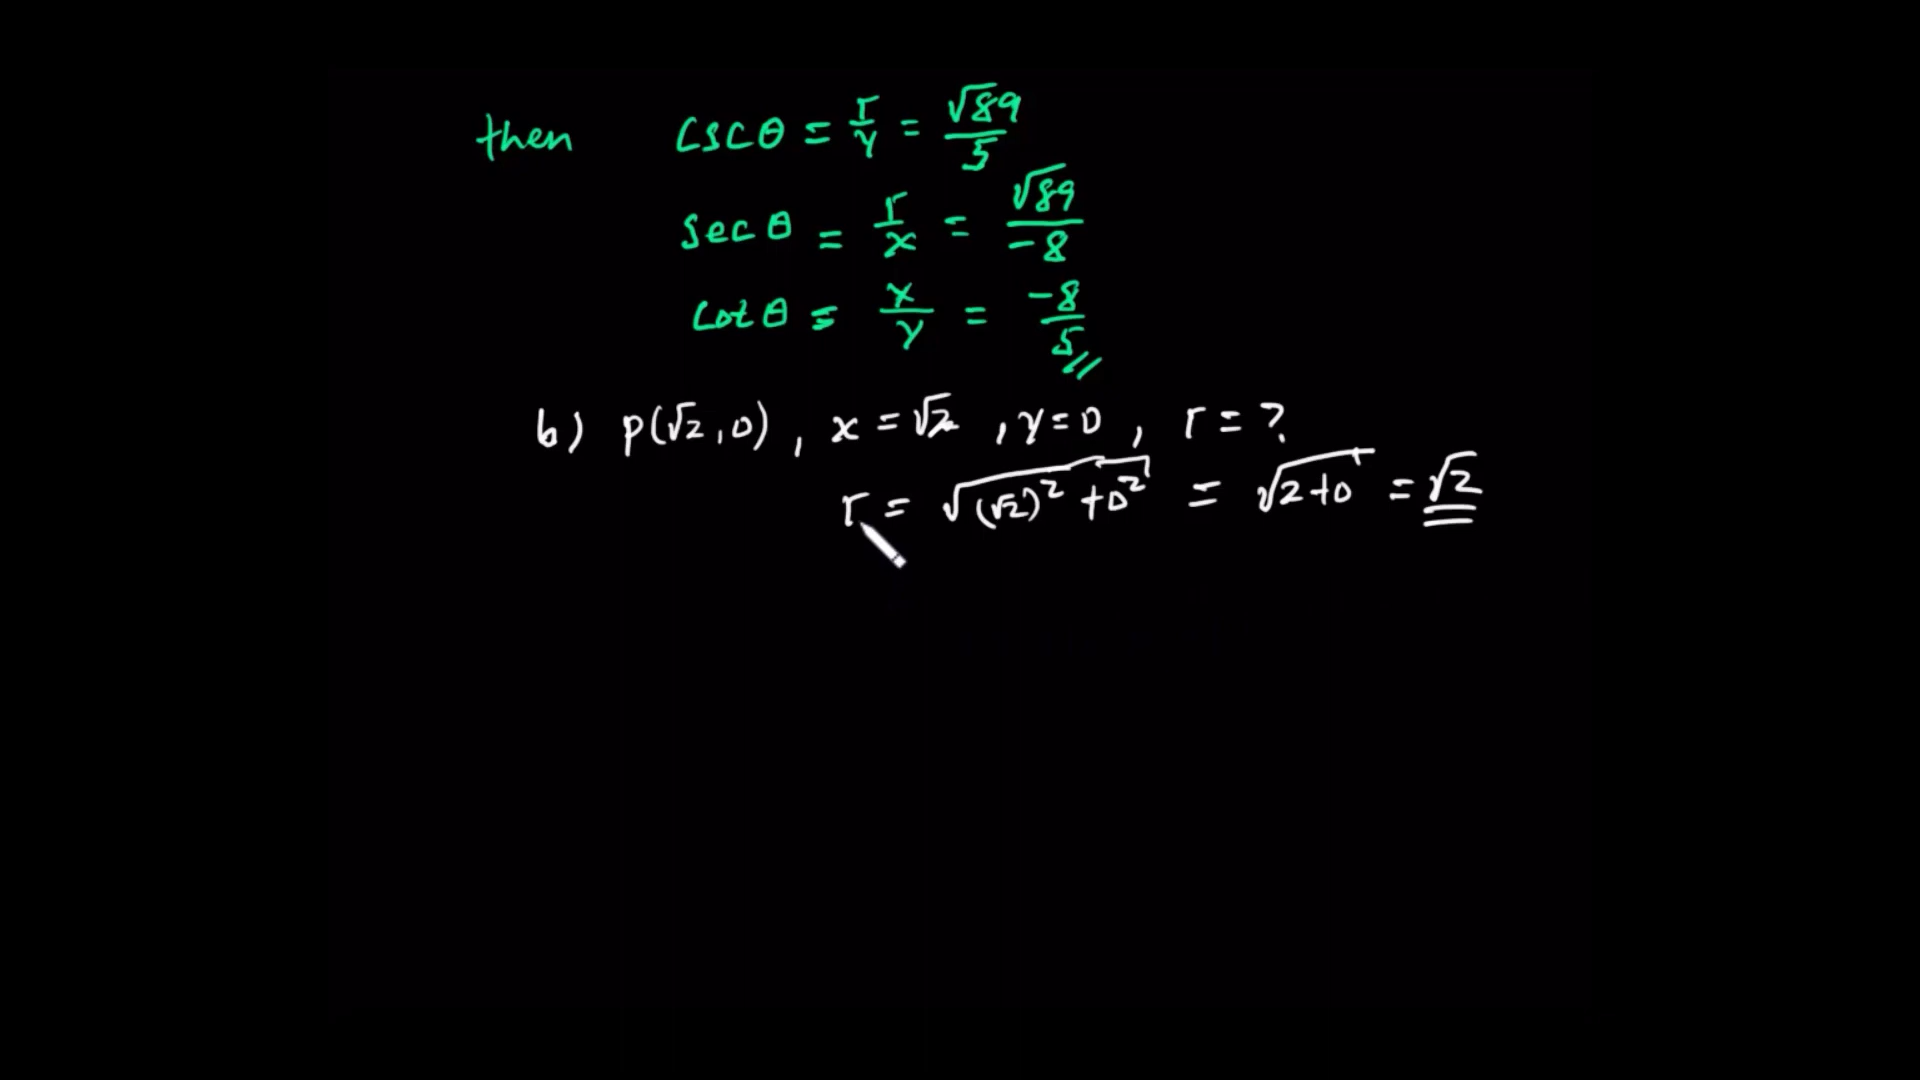 then cscθ = r/y = √89/5
secθ = r/x = √89/-8
cotθ = x/y = -8/5 //
b) p(√2, 0), x = √2, y = 0, r = ?
r = √((√2)² + 0²) = √(2+0) = √2